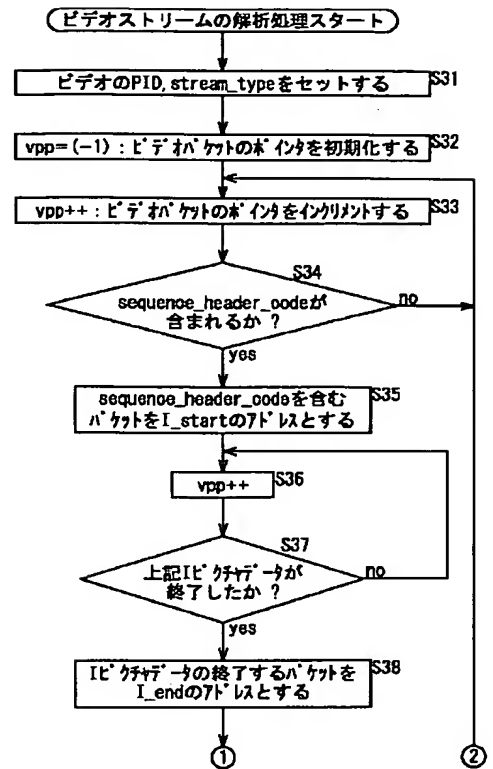 ビデオストリームの解析処理スタート
ビデオのPID,stream_typeをセットする
S31
vpp=(-1):ビデオパケットのポインタを初期化する
S32
vpp++:ビデオパケットのポインタをインクリメントする
S33
S34
sequence_header_codeが
含まれるか?
no
yes
sequence_header_codeを含む
パケットをI_startのアドレスとする
S35
vpp++
S36
S37
上記Iピクチャデータが
終了したか?
no
yes
Iピクチャデータの終了するパケットを
I_endのアドレスとする
S38
①
②